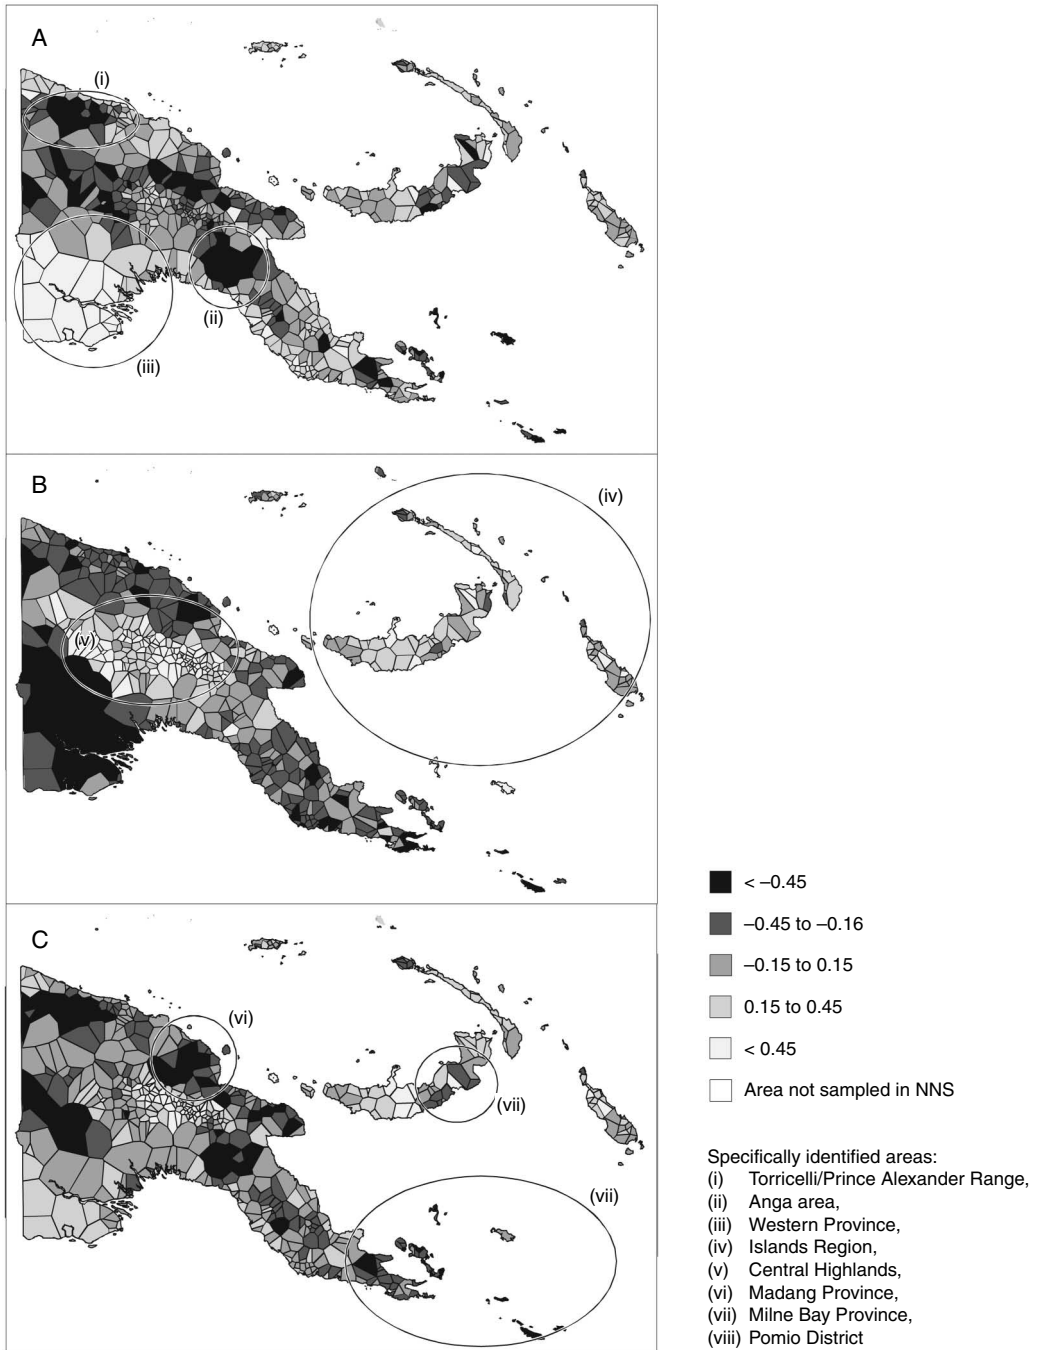 A
(i)
(ii)
(iii)
B
(iv)
(iv)
C
(vi)
(vii)
(vii)
< –0.45
–0.45 to –0.16
–0.15 to 0.15
0.15 to 0.45
< 0.45
Area not sampled in NNS
Specifically identified areas:
(i) Torricelli/Prince Alexander Range,
(ii) Anga area,
(iii) Western Province,
(iv) Islands Region,
(v) Central Highlands,
(vi) Madang Province,
(vii) Milne Bay Province,
(viii) Pomio District